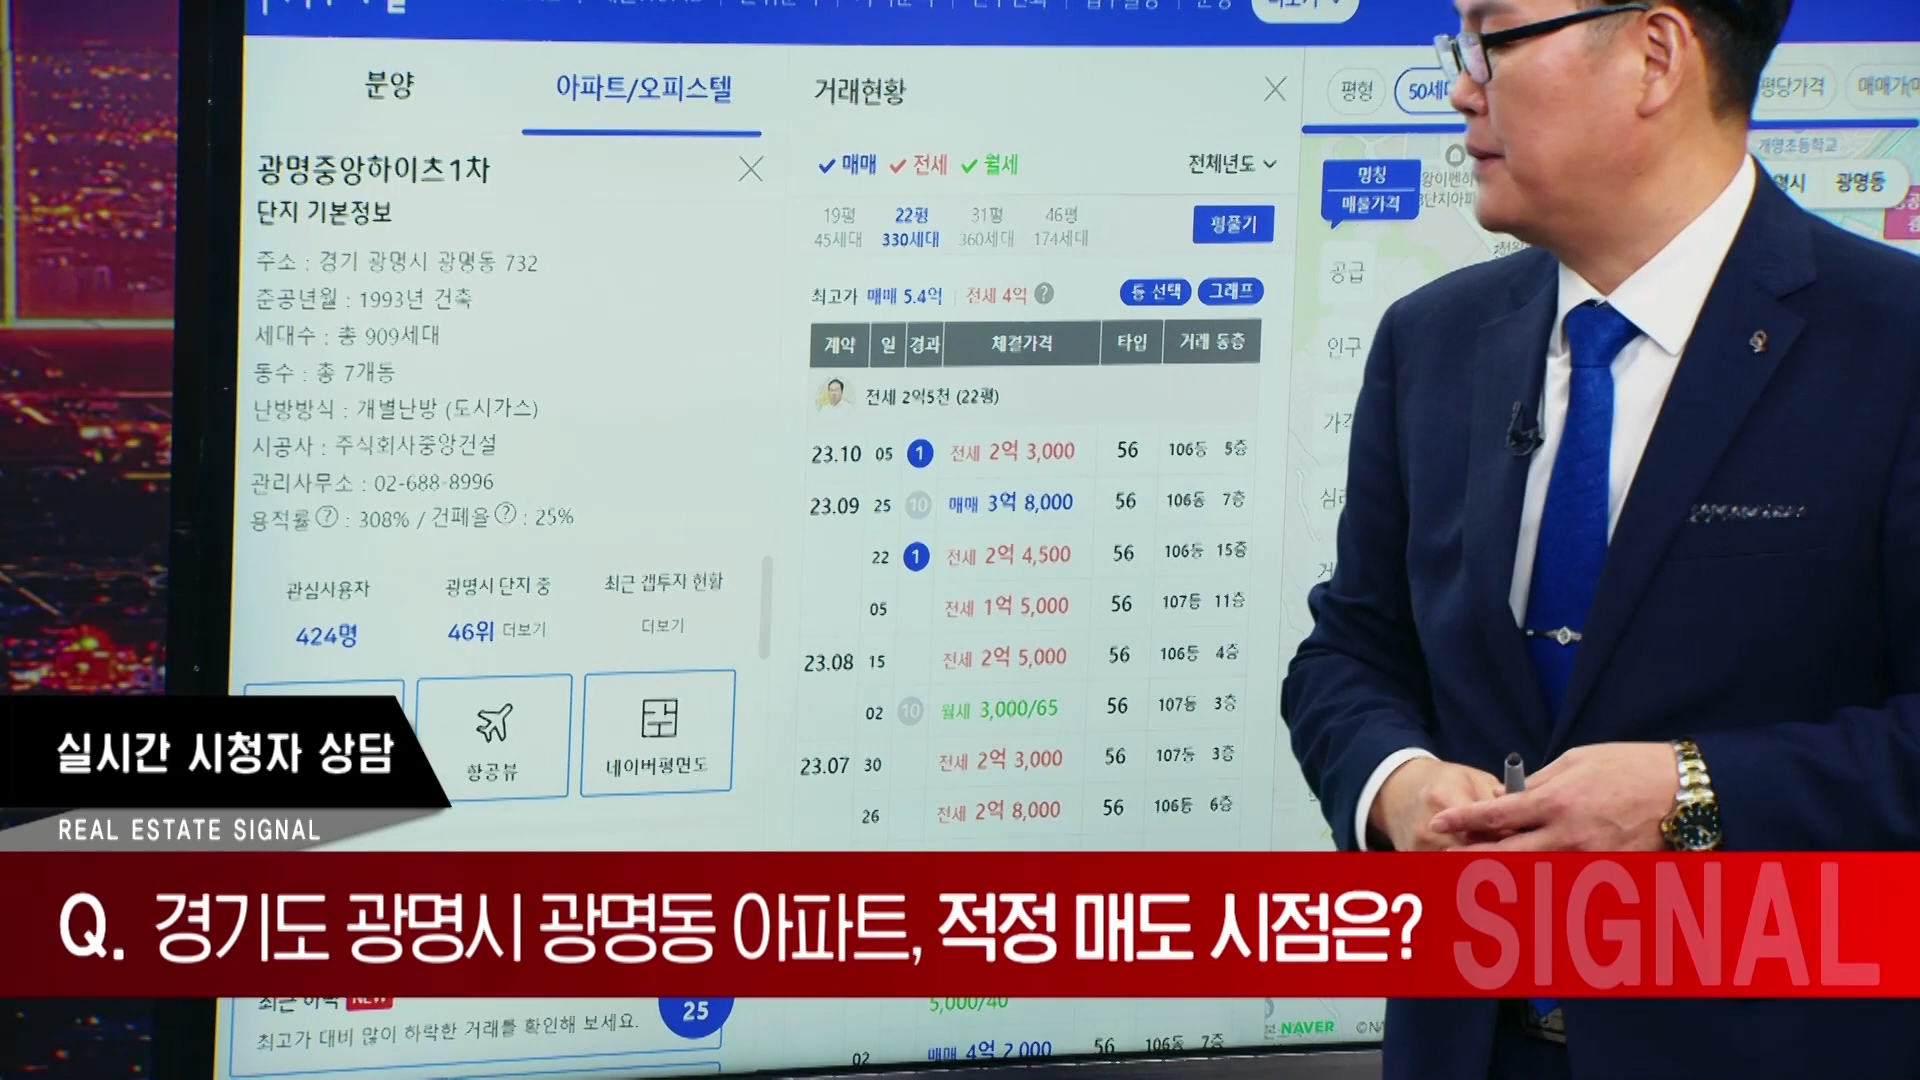 분양
아파트/오피스텔
광명중앙하이츠1차
단지 기본정보
주소 : 경기 광명시 광명동 732
준공년월 : 1993년 건축
세대수 : 총 909세대
동수 : 총 7개동
난방방식 : 개별난방 (도시가스)
시공사 : 주식회사중앙건설
관리사무소 : 02-688-8996
용적률? : 308% / 건폐율? : 25%
관심사용자
424명
광명시 단지 중
46위 더보기
최근 갭투자 현황
더보기
항공뷰
네이버평면도
최고가 대비 많이 하락한 거래를 확인해 보세요.
NEW
25
거래현황
매매 전세 월세
전체년도
19평 22평 31평 46평
45세대 330세대 360세대 174세대
평풀기
최고가 매매 5.4억 | 전세 4억 ?
동 선택 그래프
계약 일 경과 체결가격 타입 거래 동층
전세 2억5천 (22평)
23.10 05 1 전세 2억 3,000 56 106동 5층
23.09 25 10 매매 3억 8,000 56 106동 7층
22 1 전세 2억 4,500 56 106동 15층
05 전세 1억 5,000 56 107동 11층
23.08 15 전세 2억 5,000 56 106동 4층
02 10 월세 3,000/65 56 107동 3층
23.07 30 전세 2억 3,000 56 107동 3층
26 전세 2억 8,000 56 106동 6층
5,000/40
02 매매 4억 2,000 56 106동 7층
평형
평당가격
개명초등학교
명칭
매물가격
광명동
공급
인구
NAVER
실시간 시청자 상담
REAL ESTATE SIGNAL
Q. 경기도 광명시 광명동 아파트, 적정 매도 시점은?
SIGNAL